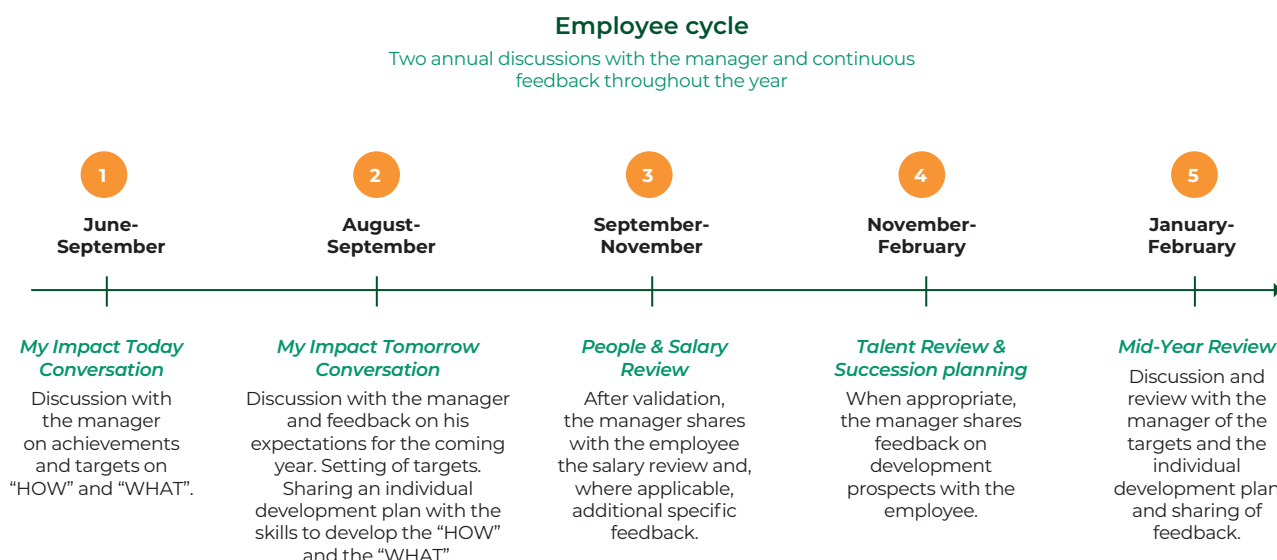 Employee cycle
Two annual discussions with the manager and continuous
feedback throughout the year
1
June-
September
My Impact Today
Conversation
Discussion with
the manager
on achievements
and targets on
“HOW” and “WHAT”.
2
August-
September
My Impact Tomorrow
Conversation
Discussion with the manager
and feedback on his
expectations for the coming
year. Setting of targets.
Sharing an individual
development plan with the
skills to develop the “HOW”
and the “WHAT”
3
September-
November
People & Salary
Review
After validation,
the manager shares
with the employee
the salary review and,
where applicable,
additional specific
feedback.
4
November-
February
Talent Review &
Succession planning
When appropriate,
the manager shares
feedback on
development
prospects with the
employee.
5
January-
February
Mid-Year Review
Discussion and
review with the
manager of the
targets and the
individual
development plan
and sharing of
feedback.